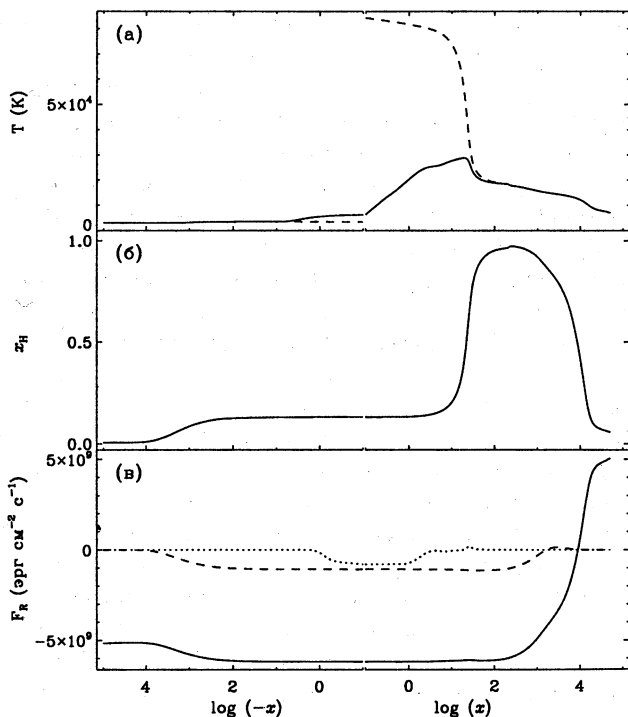 (а)
T (K)
5×10⁴
0
(б)
x_H
1.0
0.5
0.0
(в)
F_R (эрг см⁻² с⁻¹)
5×10⁹
0
−5×10⁹
4 2 0 0 2 4
log (−x) log (x)